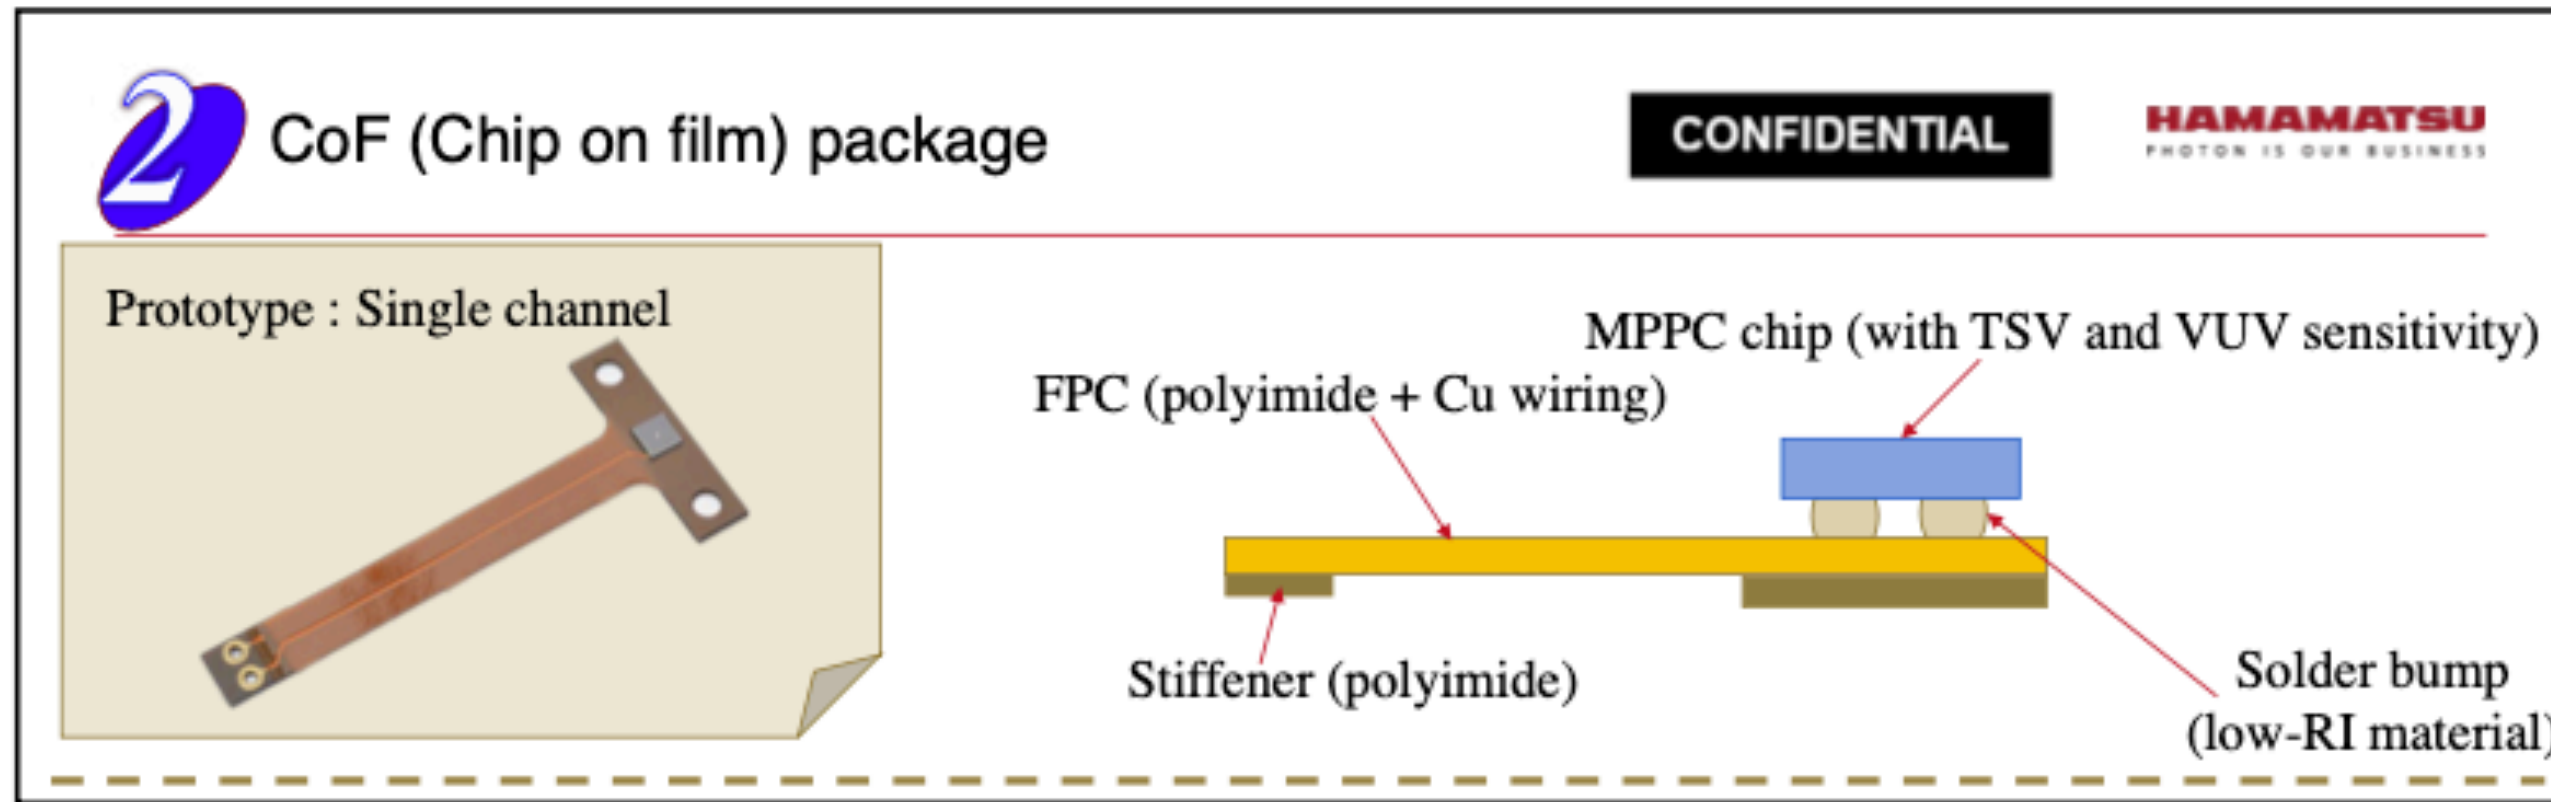 2 CoF (Chip on film) package
CONFIDENTIAL
HAMAMATSU
PHOTON IS OUR BUSINESS
Prototype : Single channel
MPPC chip (with TSV and VUV sensitivity)
FPC (polyimide + Cu wiring)
Stiffener (polyimide)
Solder bump
(low-RI material)